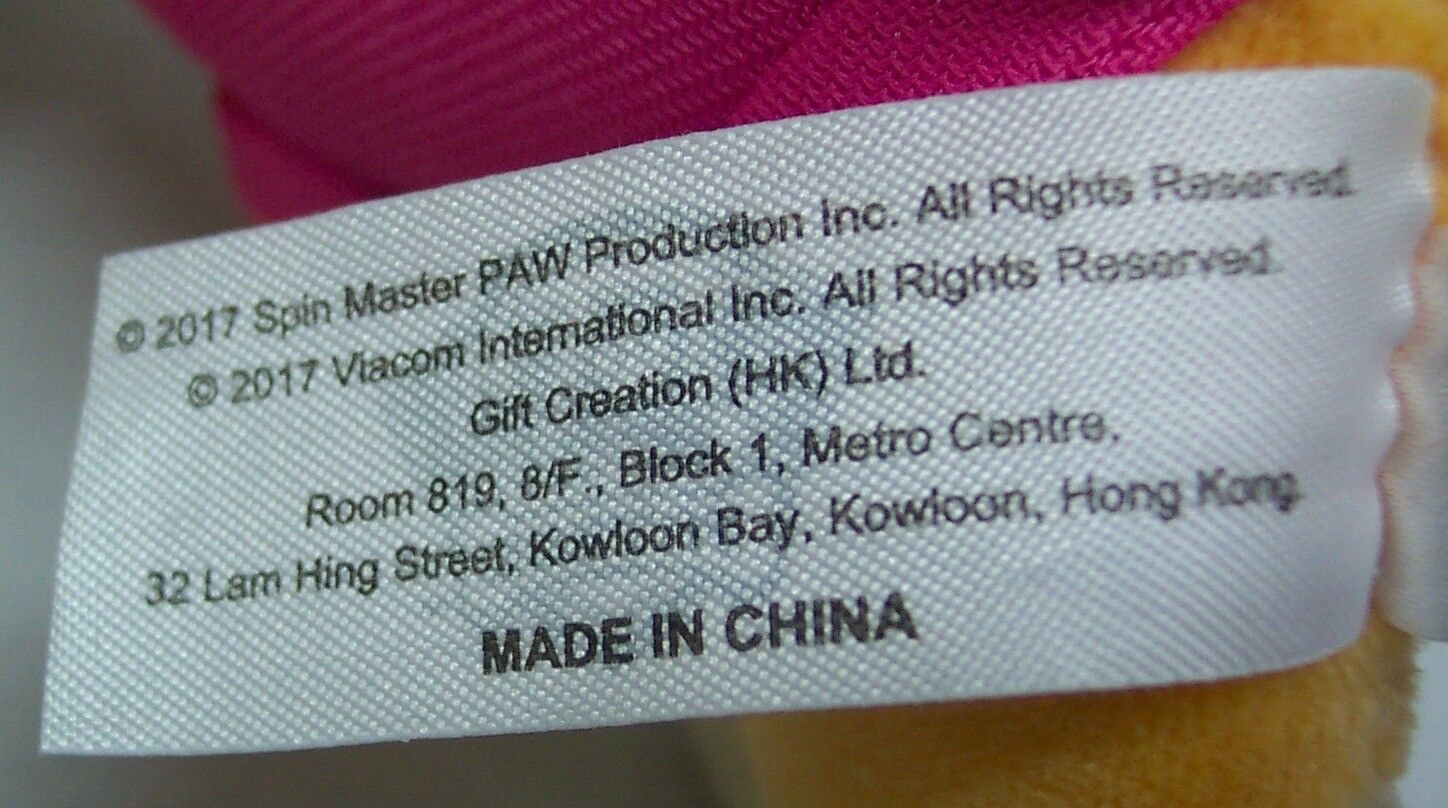 © 2017 Spin Master PAW Production Inc. All Rights Reserved.
© 2017 Viacom International Inc. All Rights Reserved.
Gift Creation (HK) Ltd.
Room 819, 8/F., Block 1, Metro Centre,
32 Lam Hing Street, Kowloon Bay, Kowloon, Hong Kong.
MADE IN CHINA